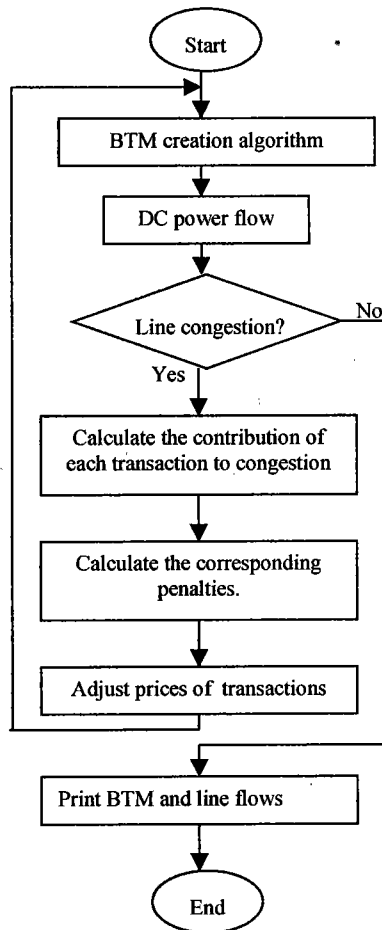 Start
BTM creation algorithm
DC power flow
Line congestion?
No
Yes
Calculate the contribution of
each transaction to congestion
Calculate the corresponding
penalties.
Adjust prices of transactions
Print BTM and line flows
End